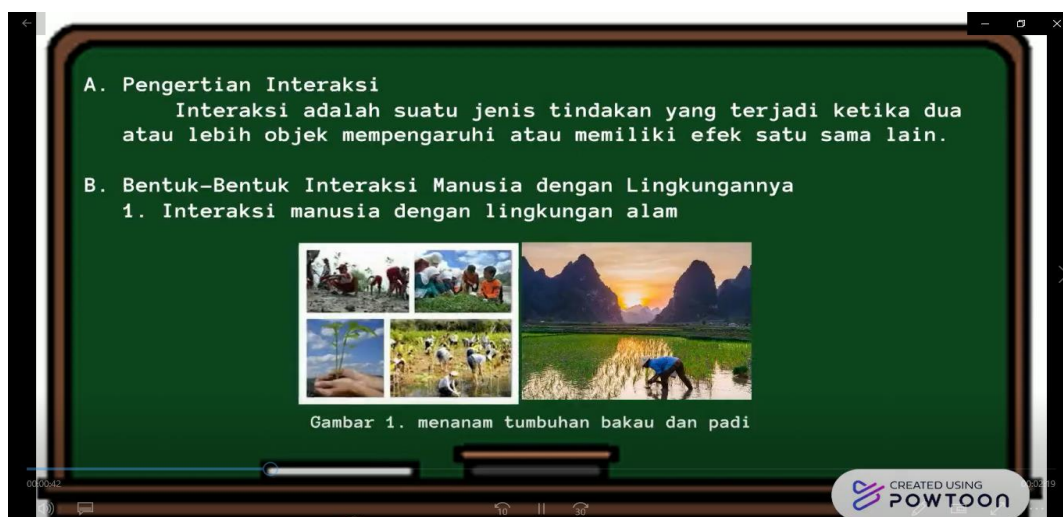 A. Pengertian Interaksi
Interaksi adalah suatu jenis tindakan yang terjadi ketika dua
atau lebih objek mempengaruhi atau memiliki efek satu sama lain.
B. Bentuk-Bentuk Interaksi Manusia dengan Lingkungannya
1. Interaksi manusia dengan lingkungan alam
Gambar 1. menanam tumbuhan bakau dan padi
00:00:42
10
30
CREATED USING
POWTOON